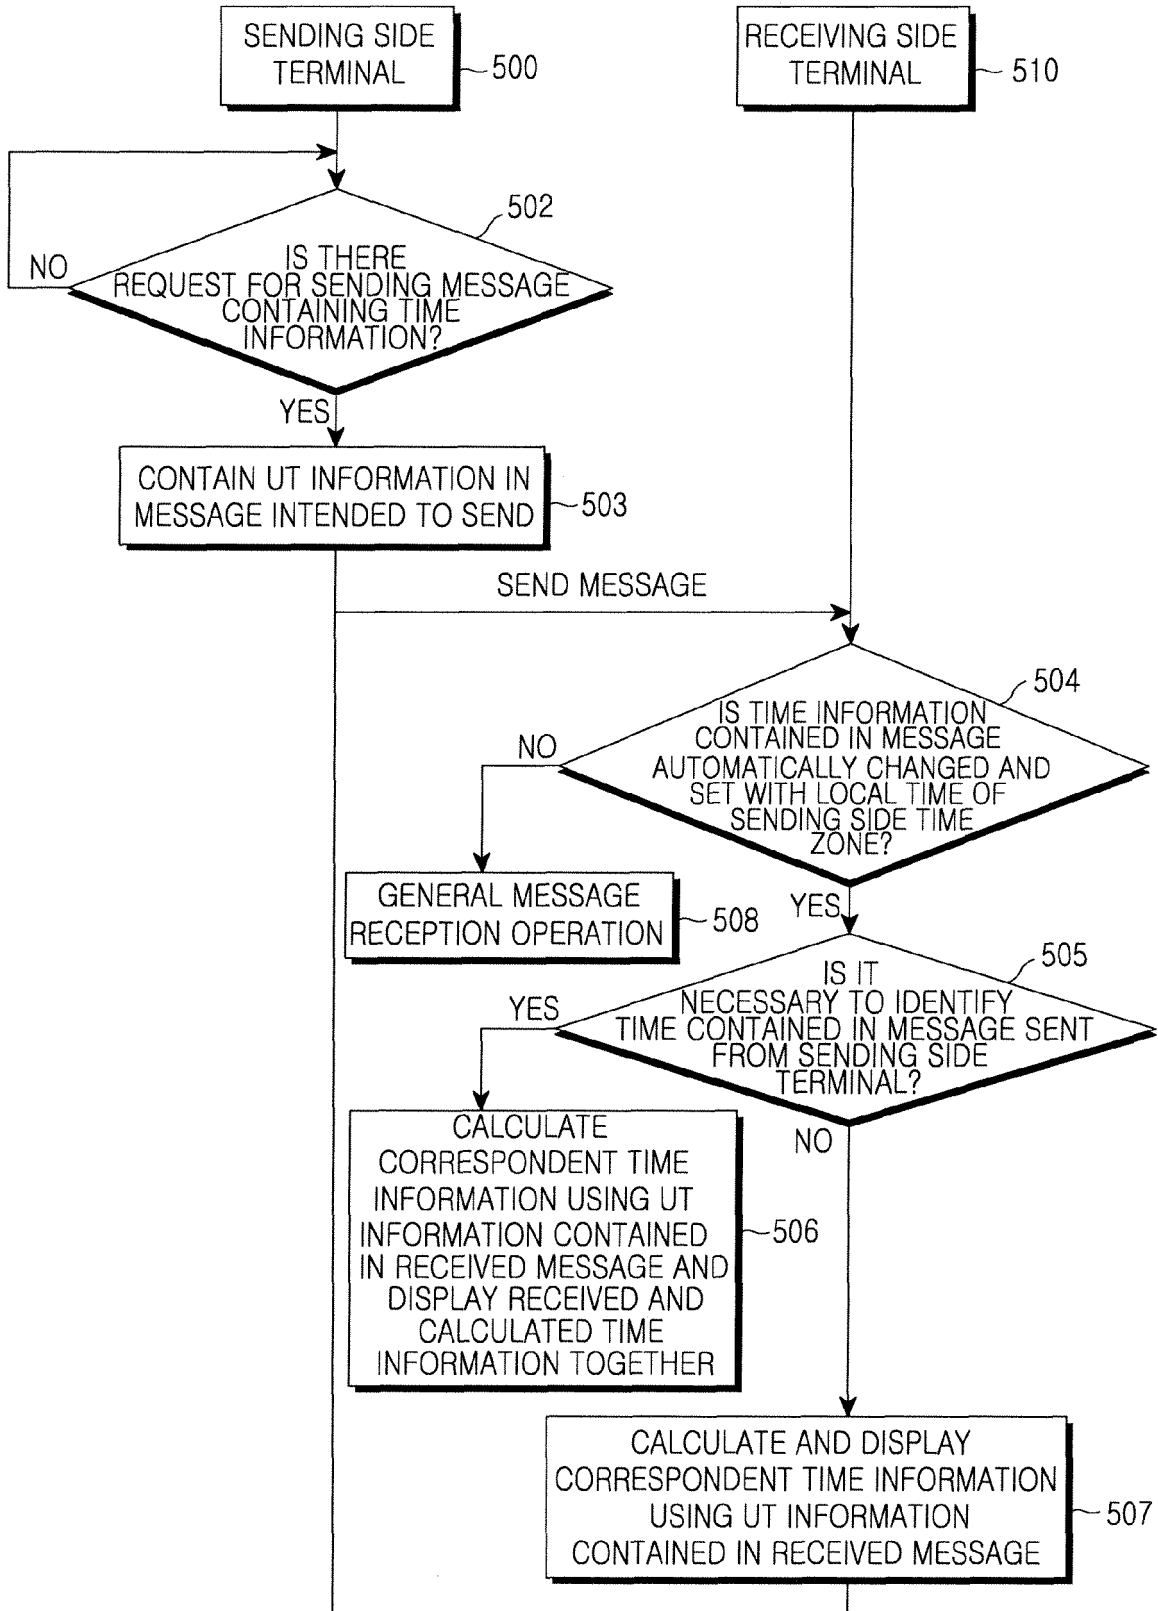 SENDING SIDE
TERMINAL
500
RECEIVING SIDE
TERMINAL
510
502
NO
IS THERE
REQUEST FOR SENDING MESSAGE
CONTAINING TIME
INFORMATION?
YES
CONTAIN UT INFORMATION IN
MESSAGE INTENDED TO SEND
503
SEND MESSAGE
504
IS TIME INFORMATION
CONTAINED IN MESSAGE
AUTOMATICALLY CHANGED AND
SET WITH LOCAL TIME OF
SENDING SIDE TIME
ZONE?
NO
GENERAL MESSAGE
RECEPTION OPERATION
508
YES
505
IS IT
NECESSARY TO IDENTIFY
TIME CONTAINED IN MESSAGE SENT
FROM SENDING SIDE
TERMINAL?
YES
NO
CALCULATE
CORRESPONDENT TIME
INFORMATION USING UT
INFORMATION CONTAINED
IN RECEIVED MESSAGE AND
DISPLAY RECEIVED AND
CALCULATED TIME
INFORMATION TOGETHER
506
CALCULATE AND DISPLAY
CORRESPONDENT TIME INFORMATION
USING UT INFORMATION
CONTAINED IN RECEIVED MESSAGE
507